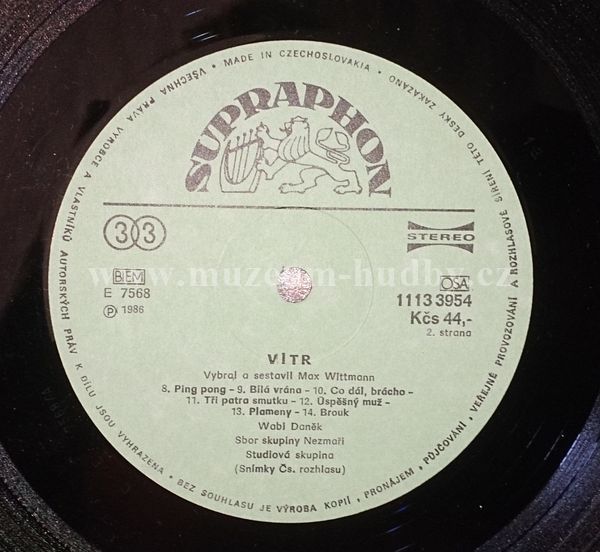 MADE IN CZECHOSLOVAKIA • VŠECHNA PRÁVA VÝROBCE A VLASTNÍKŮ AUTORSKÝCH PRÁV K DÍLU JSOU VYHRAZENA • BEZ SOUHLASU JE VÝROBA KOPIÍ, PRONÁJEM, PŮJČOVÁNÍ, VEŘEJNÉ PROVOZOVÁNÍ A ROZHLASOVÉ ŠÍŘENÍ TÉTO DESKY ZAKÁZÁNO
SUPRAPHON
33
STEREO
www.muzeum-hudby.cz
BIEM
OSA
E 7568
1113 3954
Ⓟ 1986
Kčs 44,-
2. strana
VÍTR
Vybral a sestavil Max Wittmann
8. Ping pong – 9. Bílá vrána – 10. Co dál, brácho –
11. Tři patra smutku – 12. Úspěšný muž –
13. Plameny – 14. Brouk
Wabi Daněk
Sbor skupiny Nezmaři
Studiová skupina
(Snímky Čs. rozhlasu)